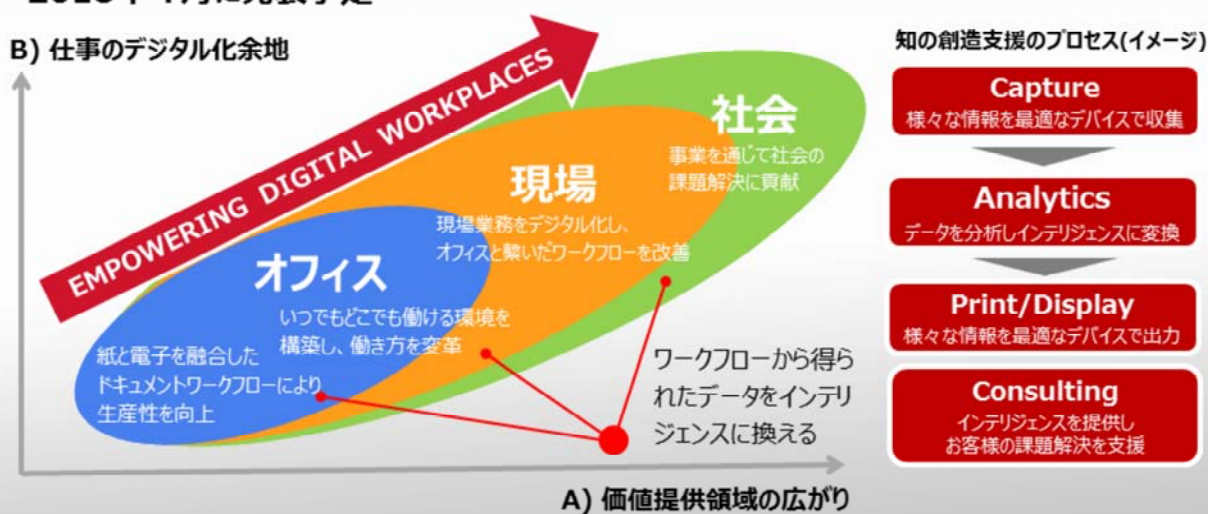 B) 仕事のデジタル化余地
EMPOWERING DIGITAL WORKPLACES
社会
事業を通じて社会の
課題解決に貢献
現場
現場業務をデジタル化し、
オフィスと繋いだワークフローを改善
オフィス
いつでもどこでも働ける環境を
構築し、働き方を変革
紙と電子を融合した
ドキュメントワークフローにより
生産性を向上
ワークフローから得ら
れたデータをインテリ
ジェンスに換える
A) 価値提供領域の広がり
知の創造支援のプロセス(イメージ)
Capture
様々な情報を最適なデバイスで収集
Analytics
データを分析しインテリジェンスに変換
Print/Display
様々な情報を最適なデバイスで出力
Consulting
インテリジェンスを提供し
お客様の課題解決を支援